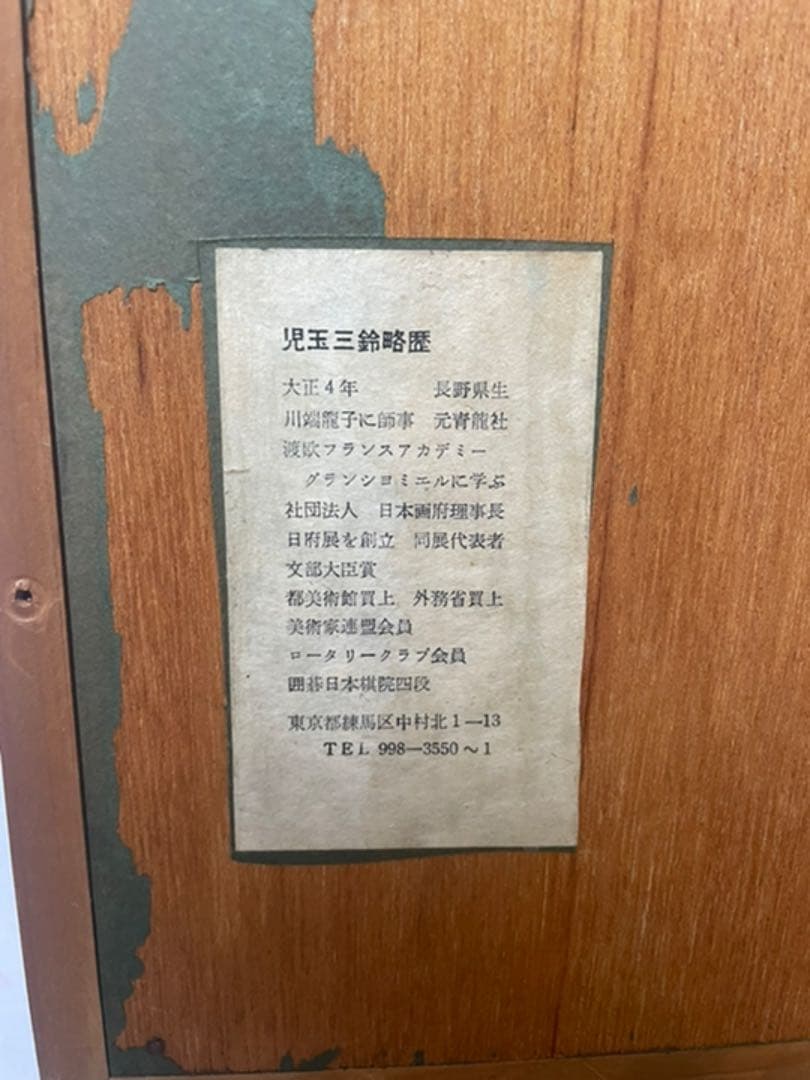 児玉三鈴略歴
大正4年　長野県生
川端龍子に師事　元青龍社
渡欧フランスアカデミー
グランショミエルに学ぶ
社団法人　日本画府理事長
日府展を創立　同展代表者
文部大臣賞
都美術館買上　外務省買上
美術家連盟会員
ロータリークラブ会員
囲碁日本棋院四段
東京都練馬区中村北1―13
TEL 998―3550～1